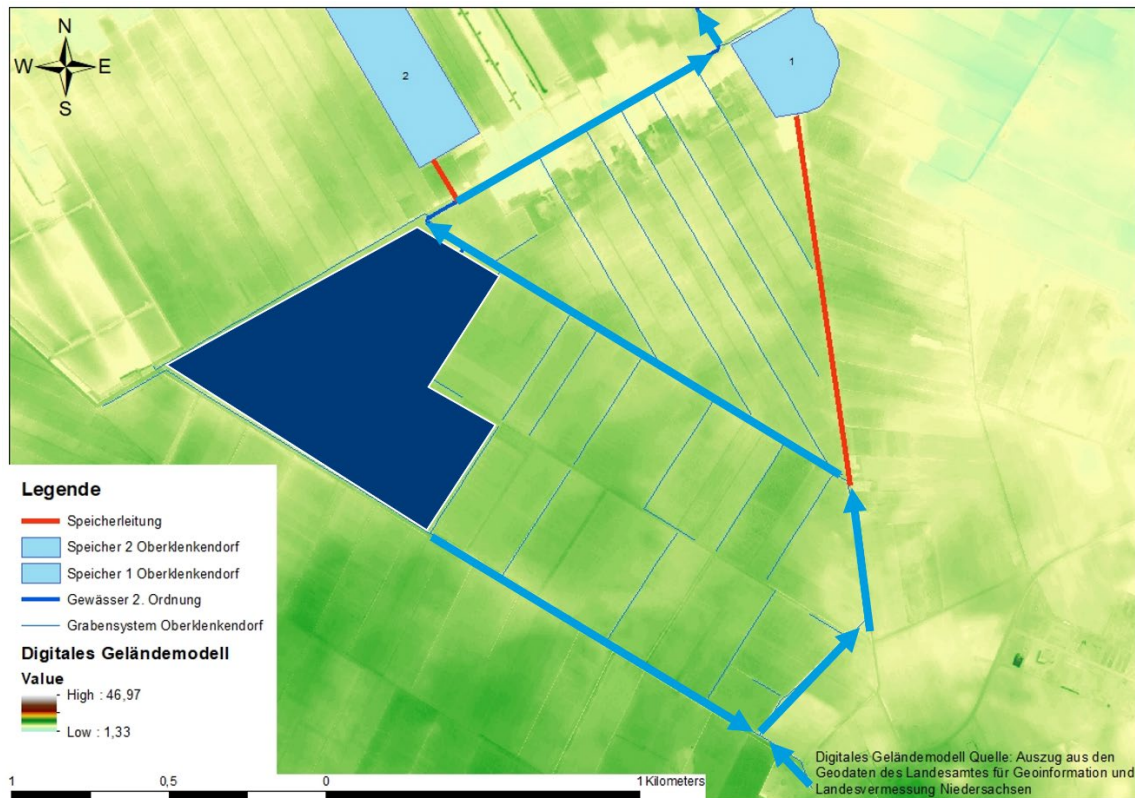 N
W E
S
2
1
Legende
Speicherleitung
Speicher 2 Oberklenkendorf
Speicher 1 Oberklenkendorf
Gewässer 2. Ordnung
Grabensystem Oberklenkendorf
Digitales Geländemodell
Value
High : 46,97
Low : 1,33
1 0,5 0 1 Kilometers
Digitales Geländemodell Quelle: Auszug aus den
Geodaten des Landesamtes für Geoinformation und
Landesvermessung Niedersachsen